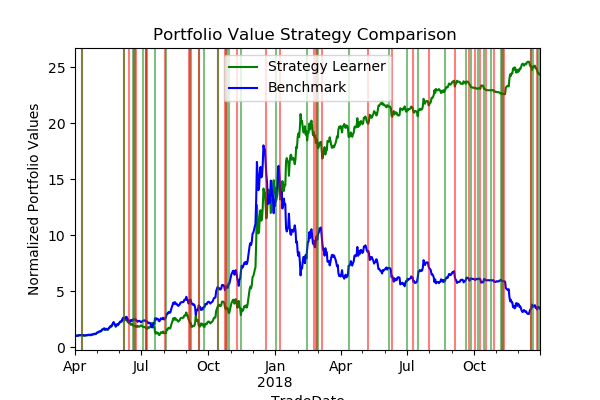 Portfolio Value Strategy Comparison
Strategy Learner
Benchmark
Normalized Portfolio Values
25
20
15
10
5
0
Apr Jul Oct Jan Apr Jul Oct
2018
TradeDate